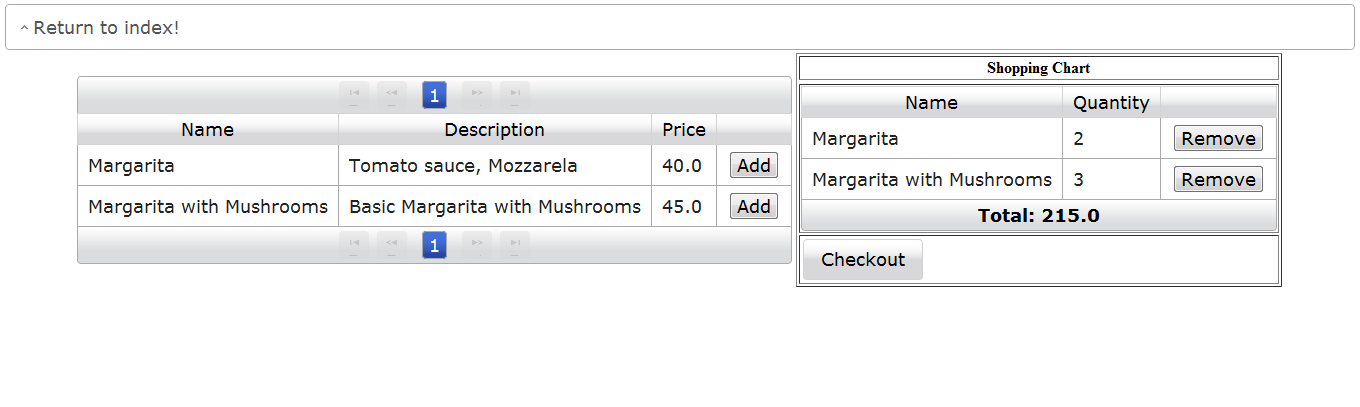 ^ Return to index!
1
Name Description Price
Margarita Tomato sauce, Mozzarela 40.0 Add
Margarita with Mushrooms Basic Margarita with Mushrooms 45.0 Add
1
Shopping Chart
Name Quantity
Margarita 2 Remove
Margarita with Mushrooms 3 Remove
Total: 215.0
Checkout